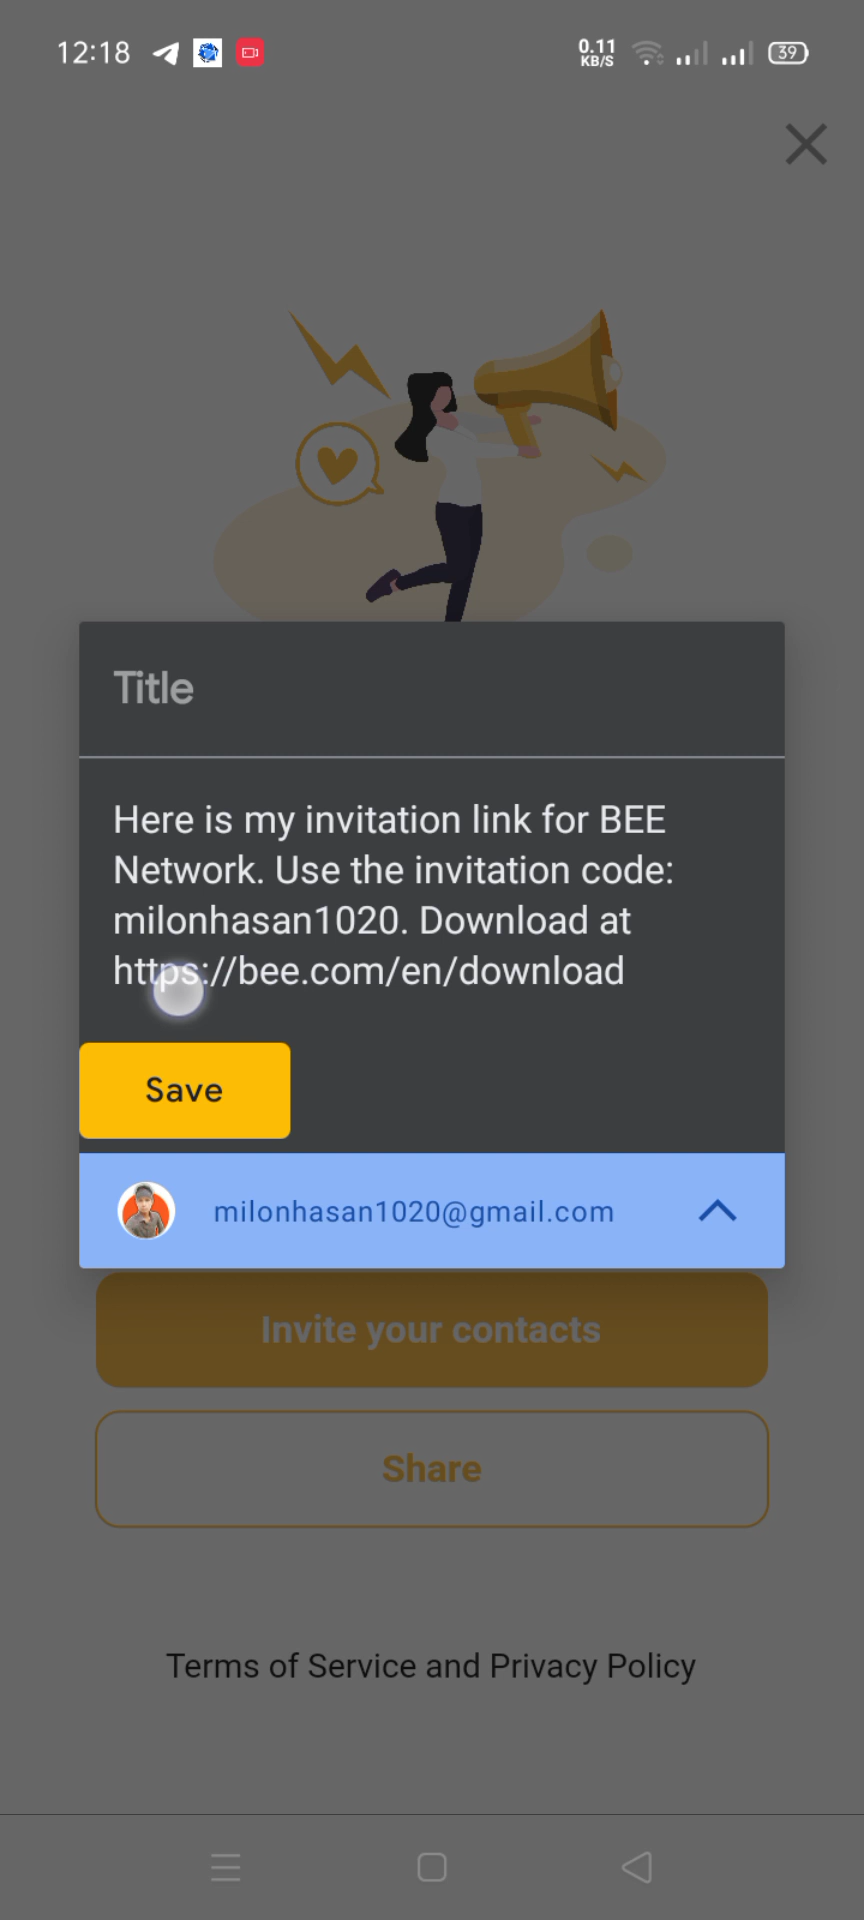 12:18
0.11
KB/S
39
Title
Here is my invitation link for BEE
Network. Use the invitation code:
milonhasan1020. Download at
https://bee.com/en/download
Save
milonhasan1020@gmail.com
Invite your contacts
Share
Terms of Service and Privacy Policy